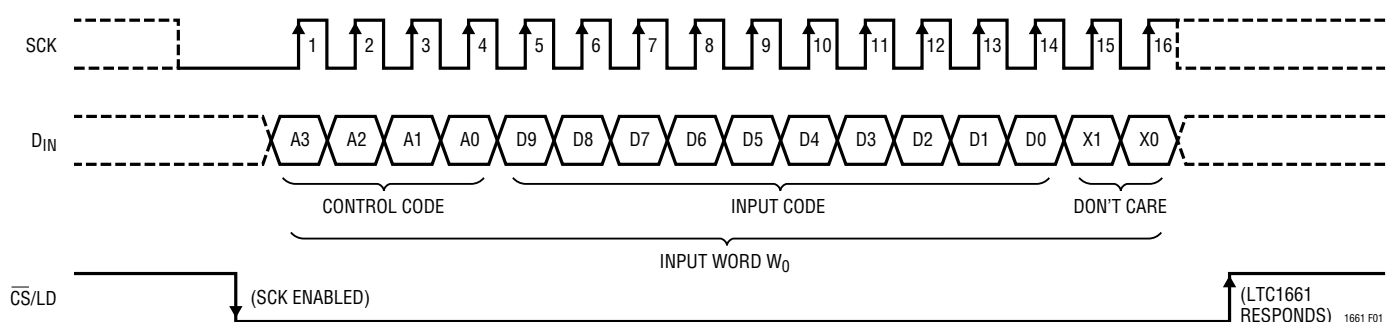 SCK
1 2 3 4 5 6 7 8 9 10 11 12 13 14 15 16
DIN
A3 A2 A1 A0 D9 D8 D7 D6 D5 D4 D3 D2 D1 D0 X1 X0
CONTROL CODE INPUT CODE DON'T CARE
INPUT WORD W0
CS/LD
(SCK ENABLED)
(LTC1661
RESPONDS) 1661 F01